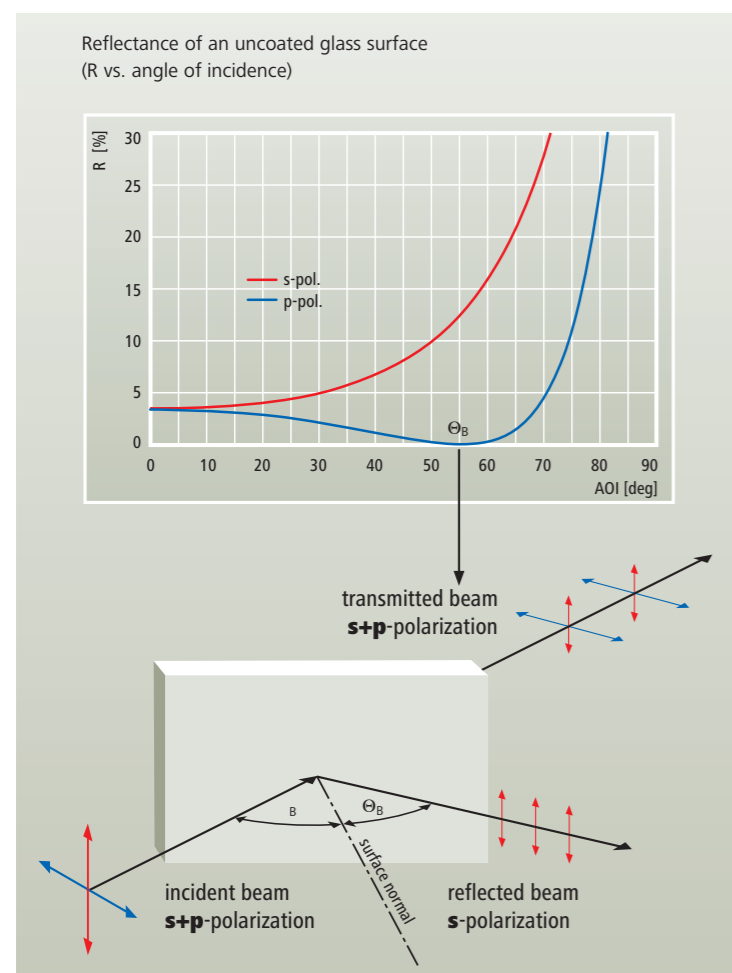 Reflectance of an uncoated glass surface
(R vs. angle of incidence)
R [%]
30
25
20
15
10
5
0
s-pol.
p-pol.
ΘB
0 10 20 30 40 50 60 70 80 90
AOI [deg]
transmitted beam
s+p-polarization
B
ΘB
surface normal
incident beam
s+p-polarization
reflected beam
s-polarization